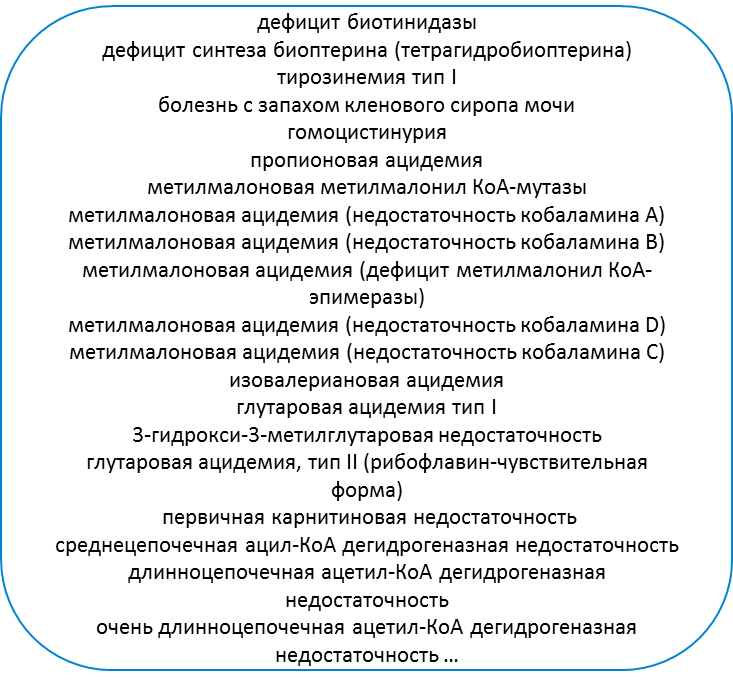 дефицит биотинидазы
дефицит синтеза биоптерина (тетрагидробиоптерина)
тирозинемия тип I
болезнь с запахом кленового сиропа мочи
гомоцистинурия
пропионовая ацидемия
метилмалоновая метилмалонил КоА-мутазы
метилмалоновая ацидемия (недостаточность кобаламина A)
метилмалоновая ацидемия (недостаточность кобаламина B)
метилмалоновая ацидемия (дефицит метилмалонил КоА-
эпимеразы)
метилмалоновая ацидемия (недостаточность кобаламина D)
метилмалоновая ацидемия (недостаточность кобаламина C)
изовалериановая ацидемия
глутаровая ацидемия тип I
3-гидрокси-3-метилглутаровая недостаточность
глутаровая ацидемия, тип II (рибофлавин-чувствительная
форма)
первичная карнитиновая недостаточность
среднецепочечная ацил-КоА дегидрогеназная недостаточность
длинноцепочечная ацетил-КоА дегидрогеназная
недостаточность
очень длинноцепочечная ацетил-КоА дегидрогеназная
недостаточность ...